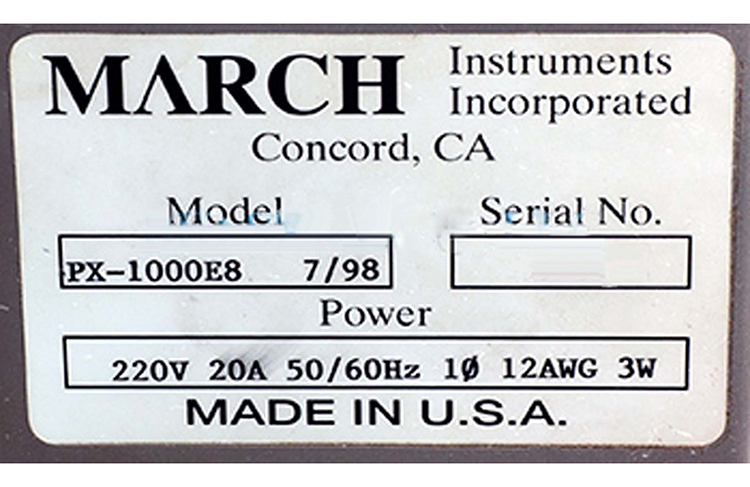 MARCH Instruments
Incorporated
Concord, CA
Model Serial No.
PX-1000E8 7/98
Power
220V 20A 50/60Hz 1Ø 12AWG 3W
MADE IN U.S.A.